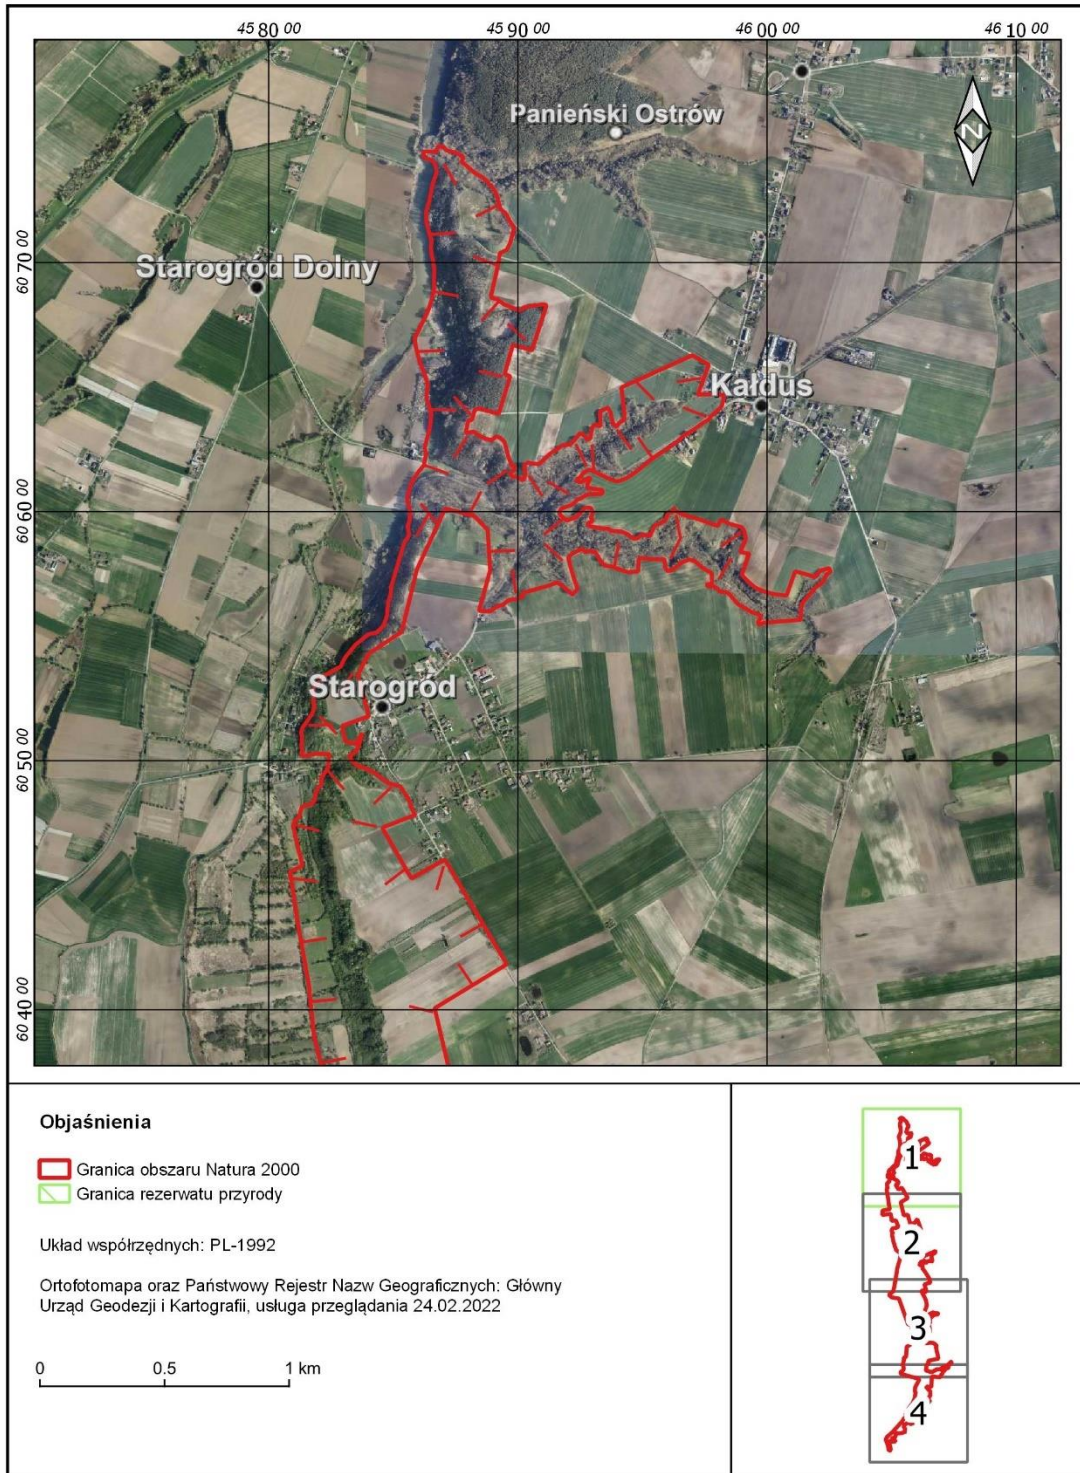 45 80 00
45 90 00
46 00 00
46 10 00
Panieński Ostrów
N
60 70 00
Starogród Dolny
Kałdus
60 60 00
Starogród
60 50 00
60 40 00
Objaśnienia
Granica obszaru Natura 2000
Granica rezerwatu przyrody
Układ współrzędnych: PL-1992
Ortofotomapa oraz Państwowy Rejestr Nazw Geograficznych: Główny
Urząd Geodezji i Kartografii, usługa przeglądania 24.02.2022
0 0.5 1 km
1
2
3
4